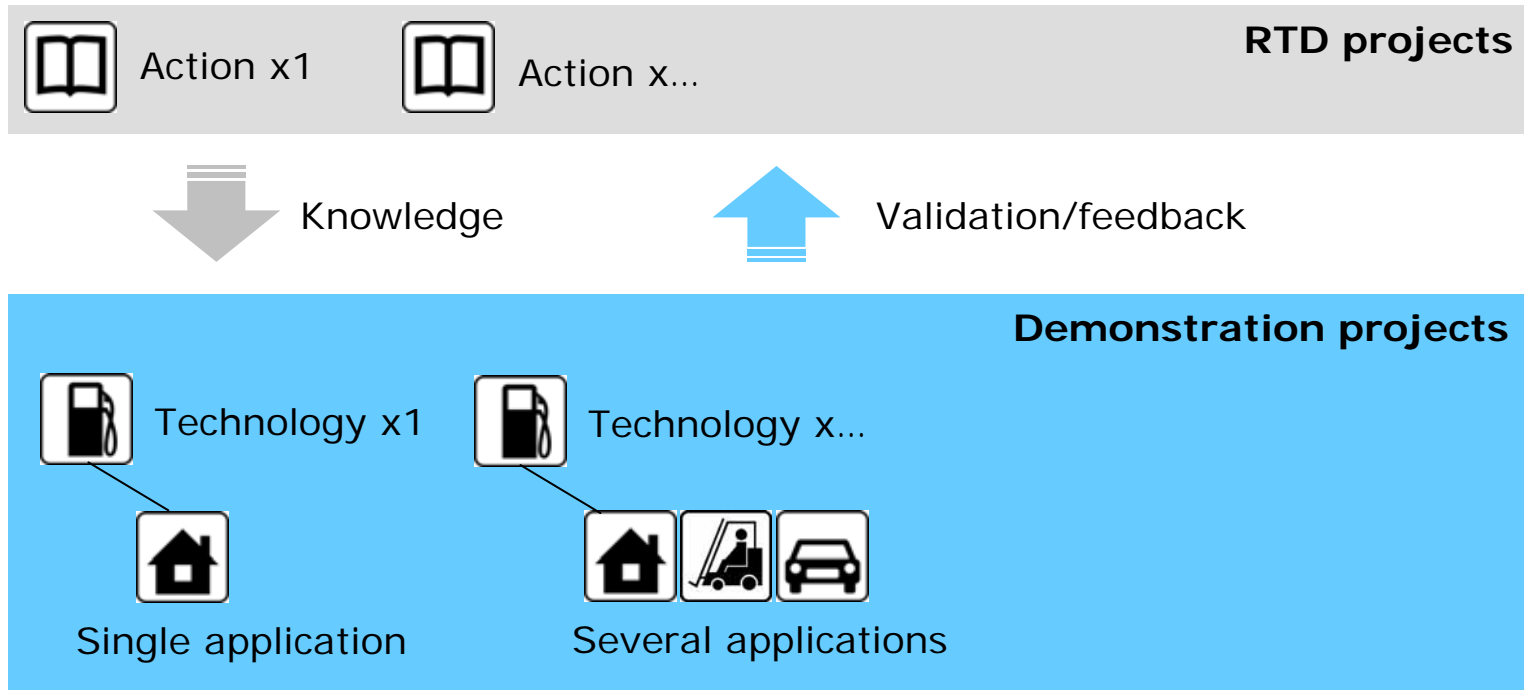 RTD projects
Action x1
Action x...
Knowledge
Validation/feedback
Demonstration projects
Technology x1
Technology x...
Single application
Several applications